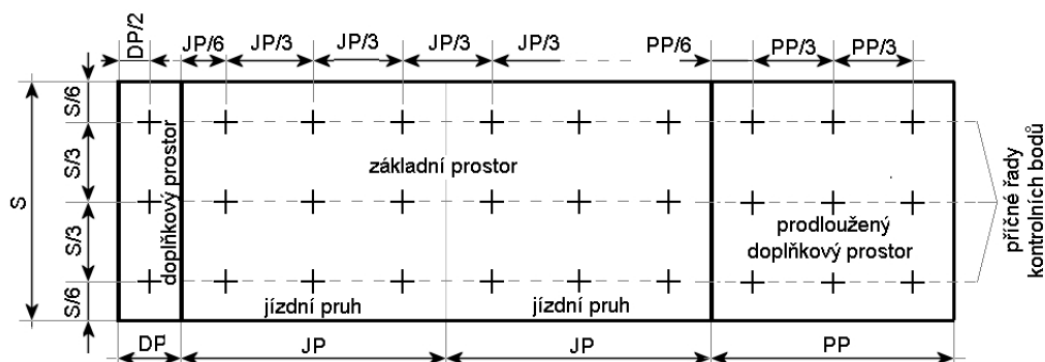 DP/2
JP/6
JP/3
JP/3
JP/3
JP/3
PP/6
PP/3
PP/3
S/6
S/3
S/3
S/6
S
doplňkový prostor
základní prostor
prodloužený
doplňkový prostor
jízdní pruh
jízdní pruh
příčné řady
kontrolních bodů
DP
JP
JP
PP